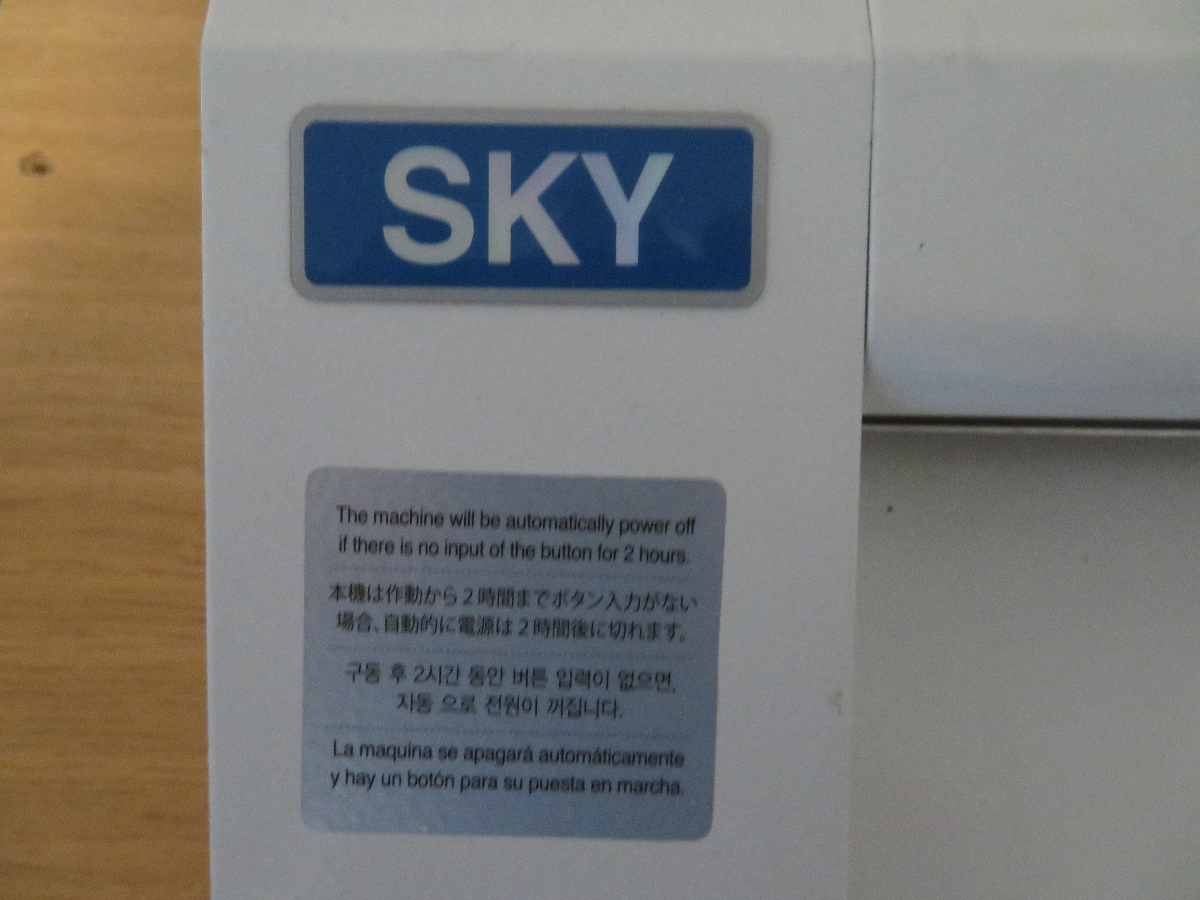 SKY
The machine will be automatically power off
if there is no input of the button for 2 hours.
本機は作動から2時間までボタン入力がない
場合、自動的に電源は2時間後に切れます。
구동 후 2시간 동안 버튼 입력이 없으면,
자동 으로 전원이 꺼집니다.
La maquina se apagará automáticamente
y hay un botón para su puesta en marcha.